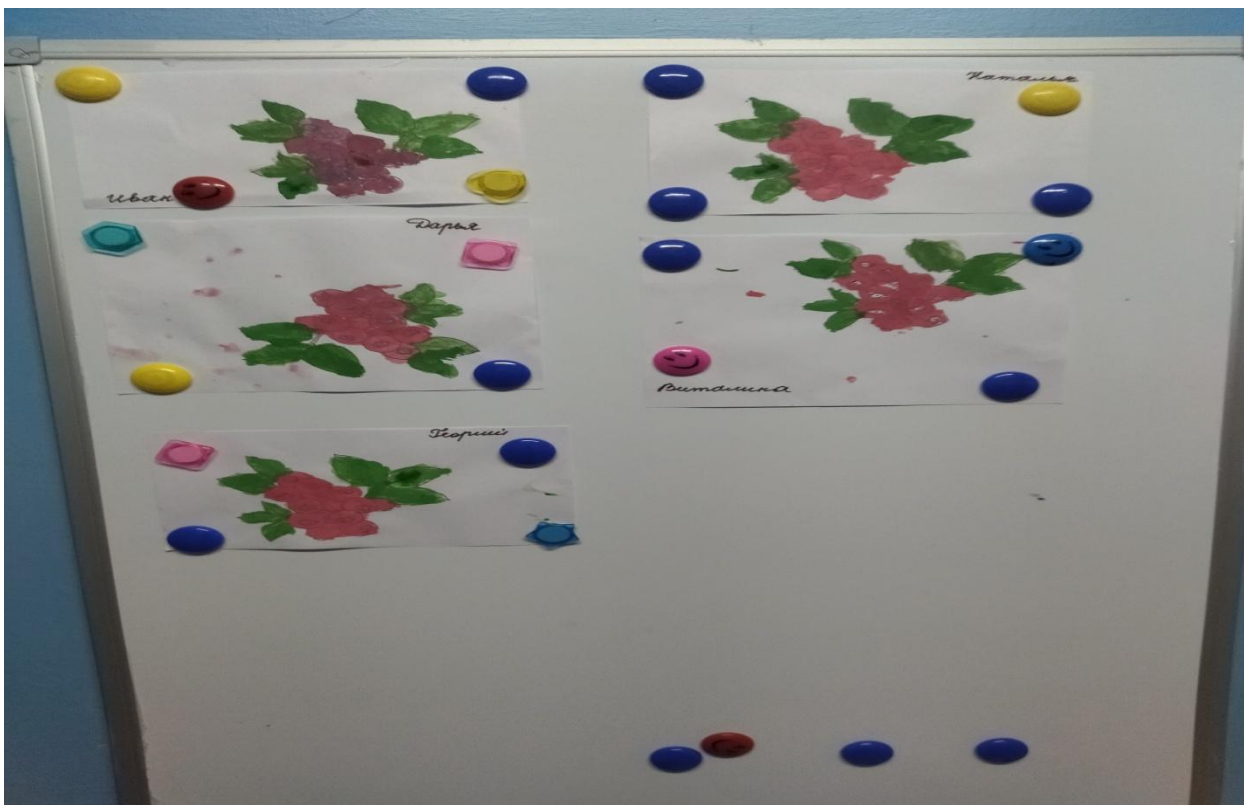 Наталья
Иван
Дарья
Виталина
Георгий